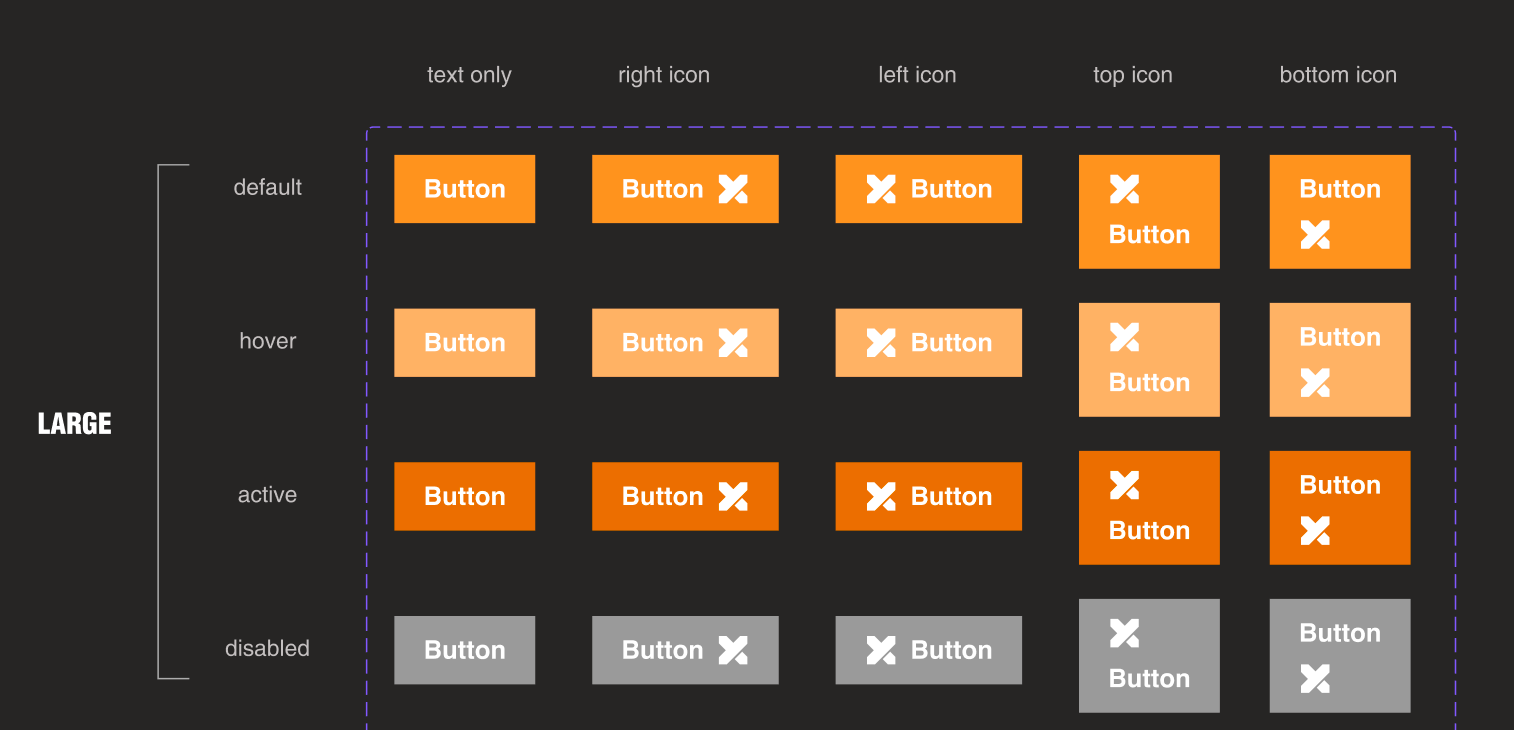 text only right icon left icon top icon bottom icon
default Button Button Button Button Button
hover Button Button Button Button Button
LARGE
active Button Button Button Button Button
disabled Button Button Button Button Button